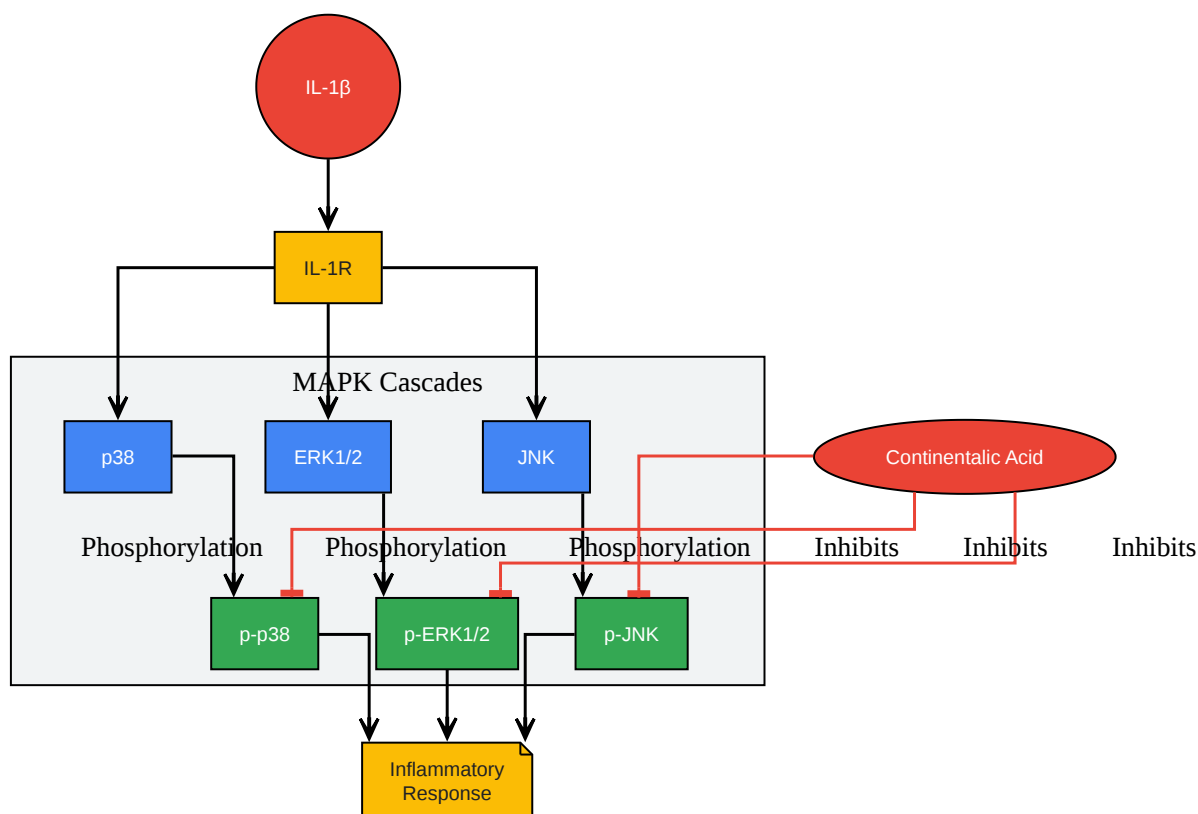 IL-1β
IL-1R
MAPK Cascades
p38
ERK1/2
JNK
Continentalic Acid
Phosphorylation
Phosphorylation
Phosphorylation
Inhibits
Inhibits
Inhibits
p-p38
p-ERK1/2
p-JNK
Inflammatory
Response